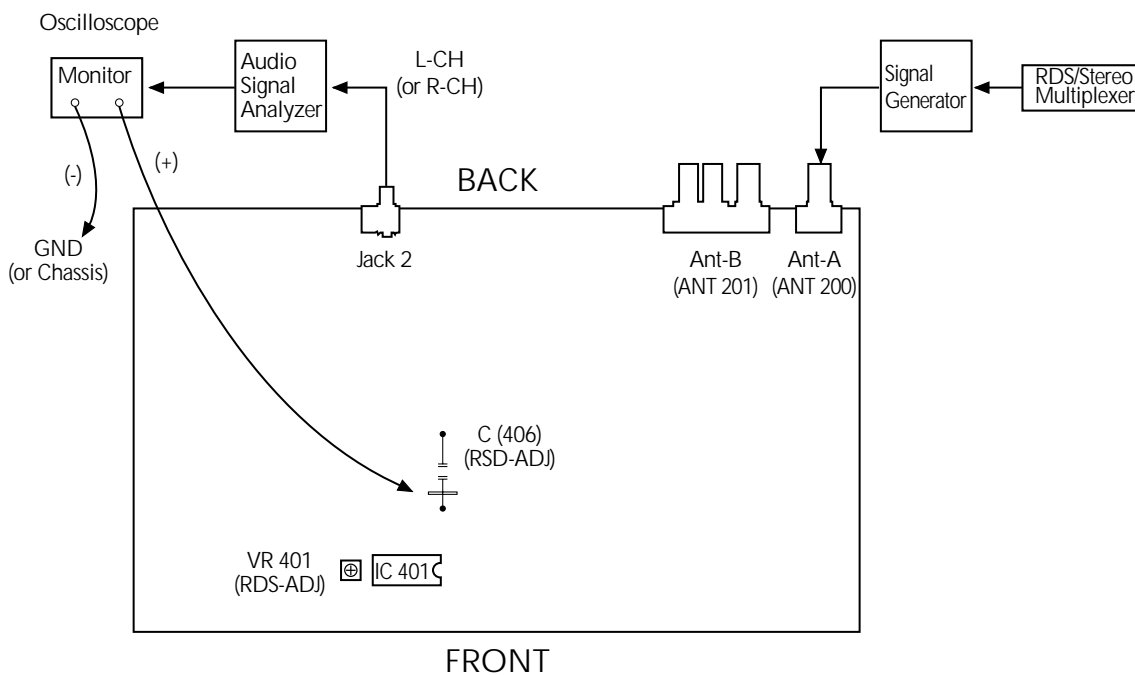 Oscilloscope
Monitor
Audio
Signal
Analyzer
L-CH
(or R-CH)
Signal
Generator
RDS/Stereo
Multiplexer
(-)
(+)
BACK
GND
(or Chassis)
Jack 2
Ant-B
(ANT 201)
Ant-A
(ANT 200)
C (406)
(RSD-ADJ)
VR 401
(RDS-ADJ)
IC 401
FRONT